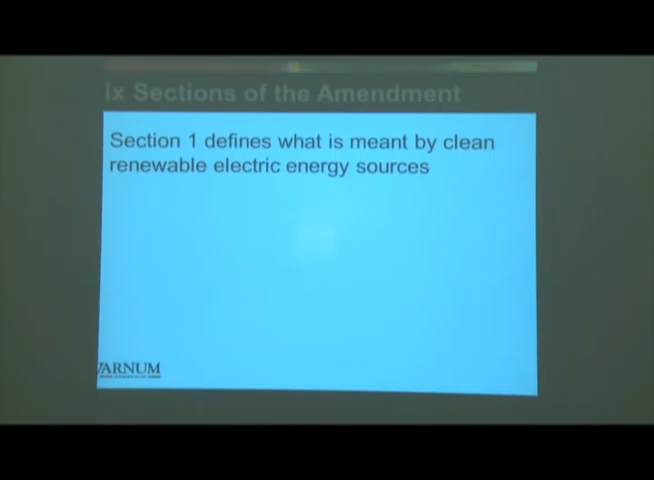 ix Sections of the Amendment
Section 1 defines what is meant by clean
renewable electric energy sources
VARNUM